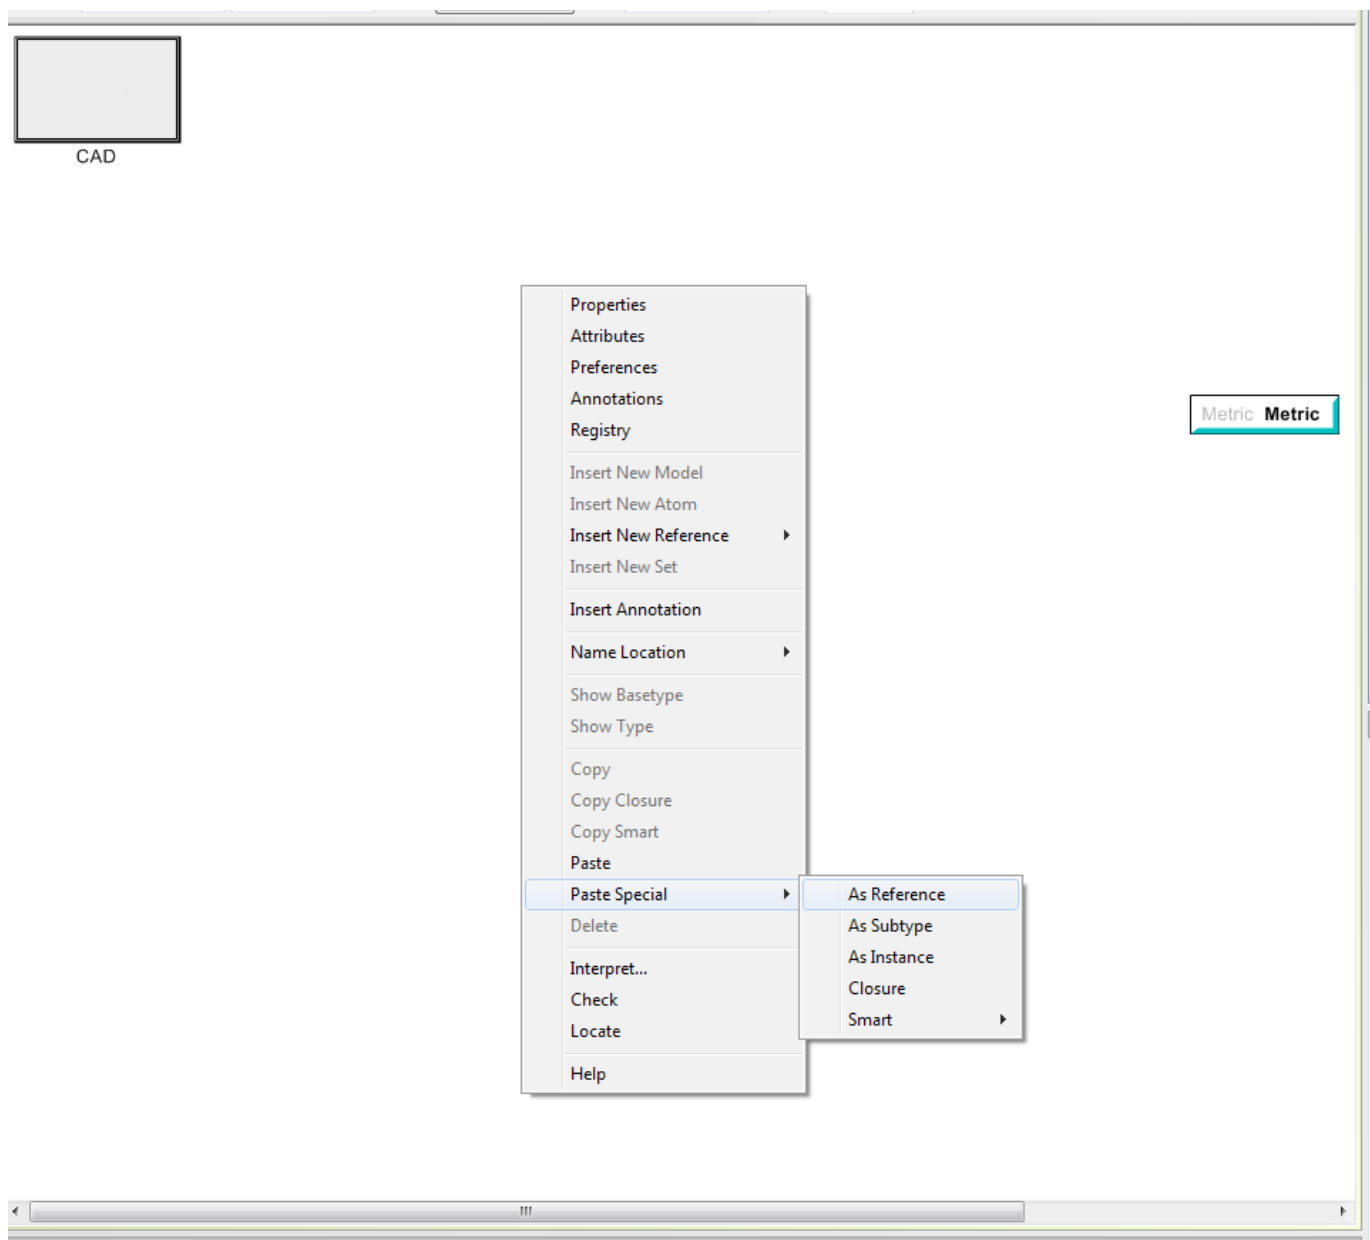 CAD
Properties
Attributes
Preferences
Annotations
Registry
Metric Metric
Insert New Model
Insert New Atom
Insert New Reference
Insert New Set
Insert Annotation
Name Location
Show Basetype
Show Type
Copy
Copy Closure
Copy Smart
Paste
Paste Special
Delete
Interpret...
Check
Locate
Help
As Reference
As Subtype
As Instance
Closure
Smart